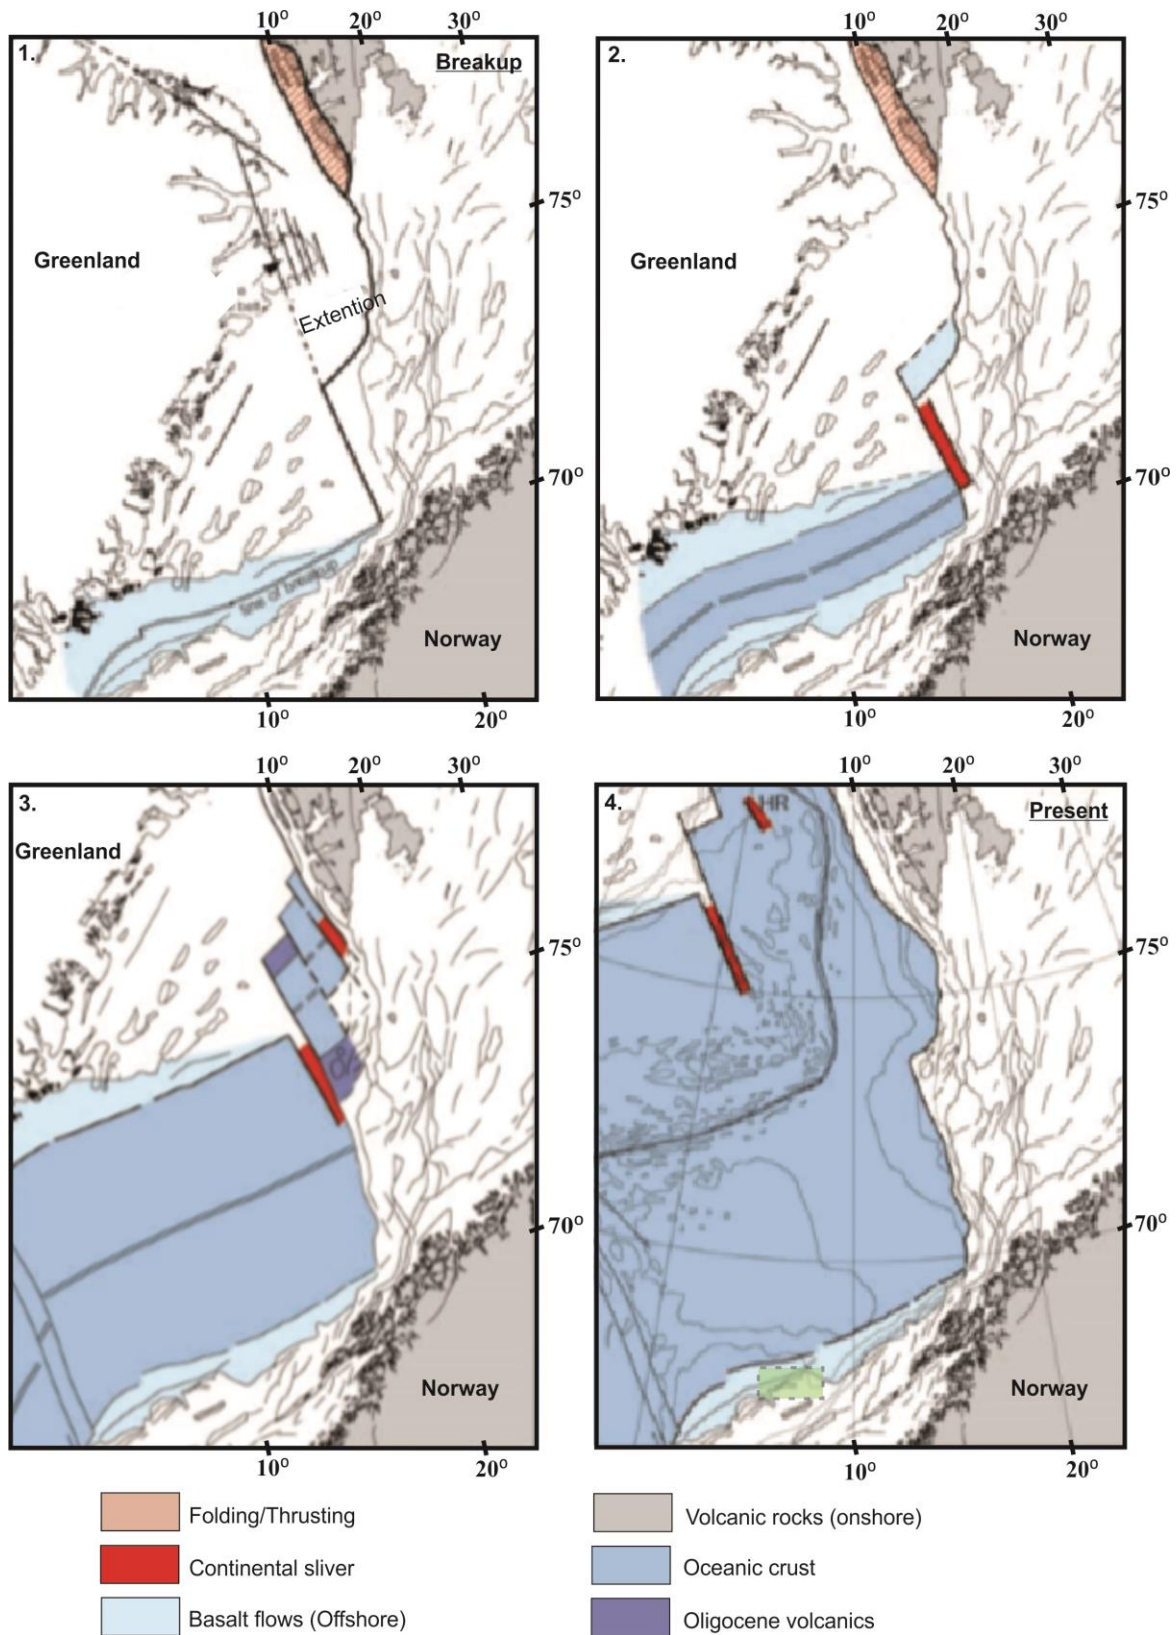 10° 20° 30°
1. Breakup
75°
Greenland
Extention
70°
line of breakup
Norway
10° 20°
10° 20° 30°
2.
75°
Greenland
70°
Norway
10° 20°
10° 20° 30°
3.
Greenland
75°
70°
Norway
10° 20°
10° 20° 30°
4. HR Present
75°
70°
Norway
10° 20°
Folding/Thrusting
Continental sliver
Basalt flows (Offshore)
Volcanic rocks (onshore)
Oceanic crust
Oligocene volcanics